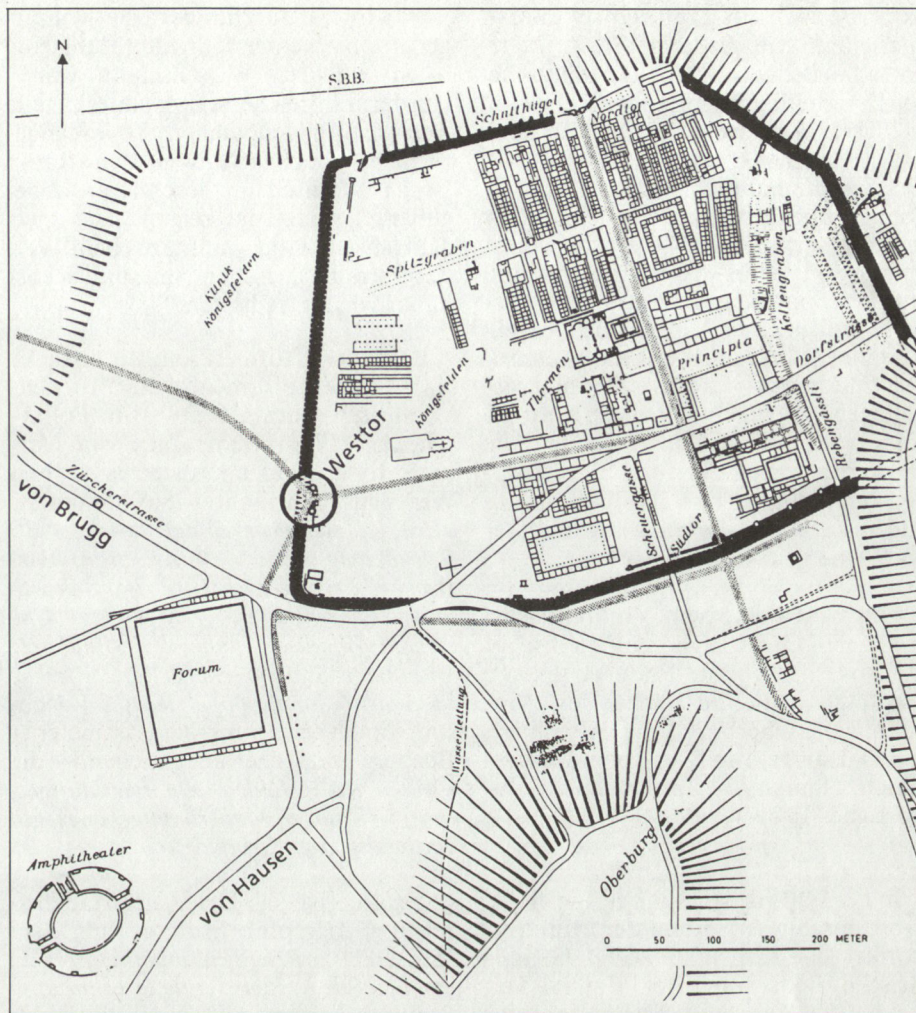 N
S.B.B.
Schutthügel
Nordtor
Spitzgraben
Klinik
Königsfelden
Keltengraben
Dorfstrasse
Principia
Thermen
Königsfelden
Westtor
Rebengässli
Zürcherstrasse
von Brugg
Scheuergasse
Südtor
Forum
Wasserleitung
Amphitheater
von Hausen
Oberburg
0 50 100 150 200 METER